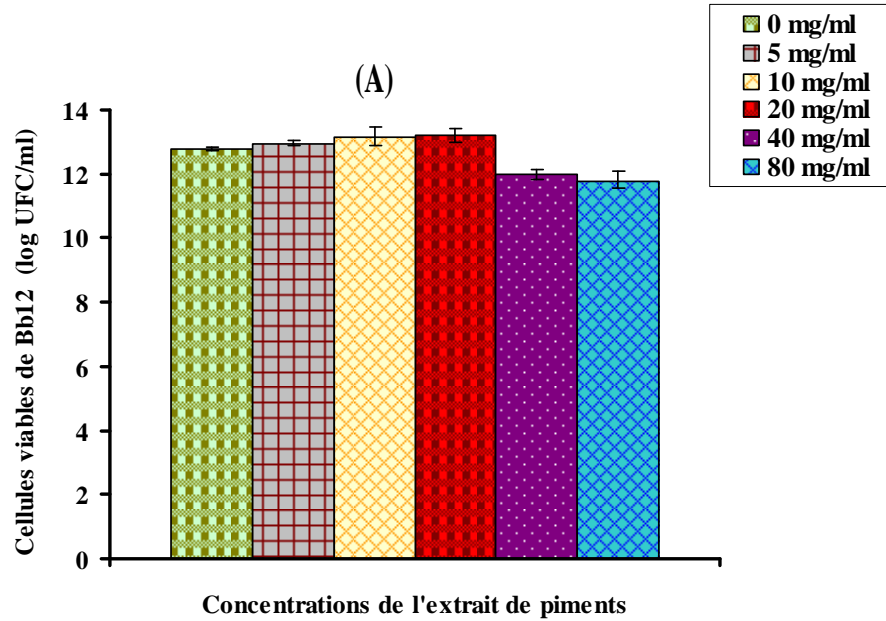 0 mg/ml
5 mg/ml
10 mg/ml
20 mg/ml
40 mg/ml
80 mg/ml
(A)
Cellules viables de Bb12 (log UFC/ml)
14
12
10
8
6
4
2
0
Concentrations de l'extrait de piments